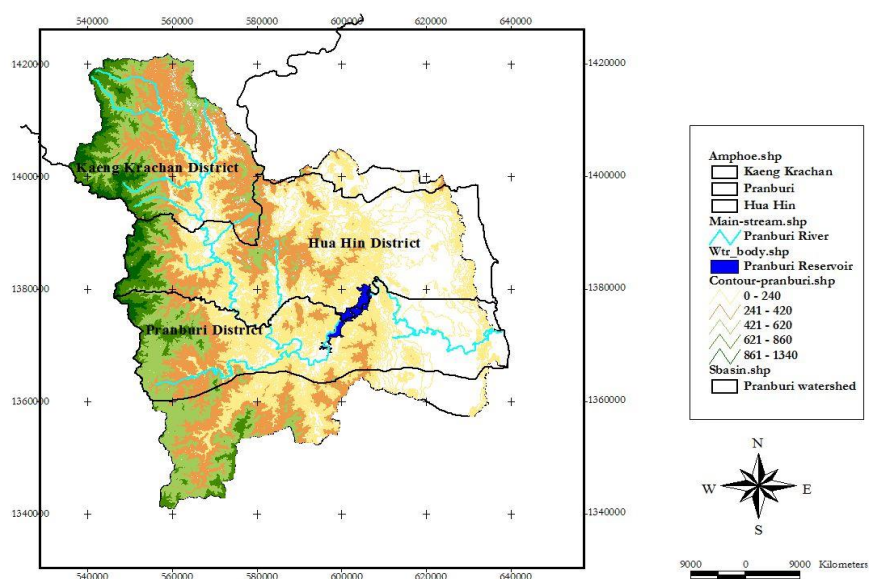 540000 560000 580000 600000 620000 640000
1420000 1420000
1400000 1400000
1380000 1380000
1360000 1360000
1340000 1340000
540000 560000 580000 600000 620000 640000
Kaeng Krachan District
Hua Hin District
Pranburi District
Amphoe.shp
Kaeng Krachan
Pranburi
Hua Hin
Main-stream.shp
Pranburi River
Wtr_body.shp
Pranburi Reservoir
Contour-pranburi.shp
0 - 240
241 - 420
421 - 620
621 - 860
861 - 1340
Sbasin.shp
Pranburi watershed
N
W E
S
9000 0 9000 Kilometers